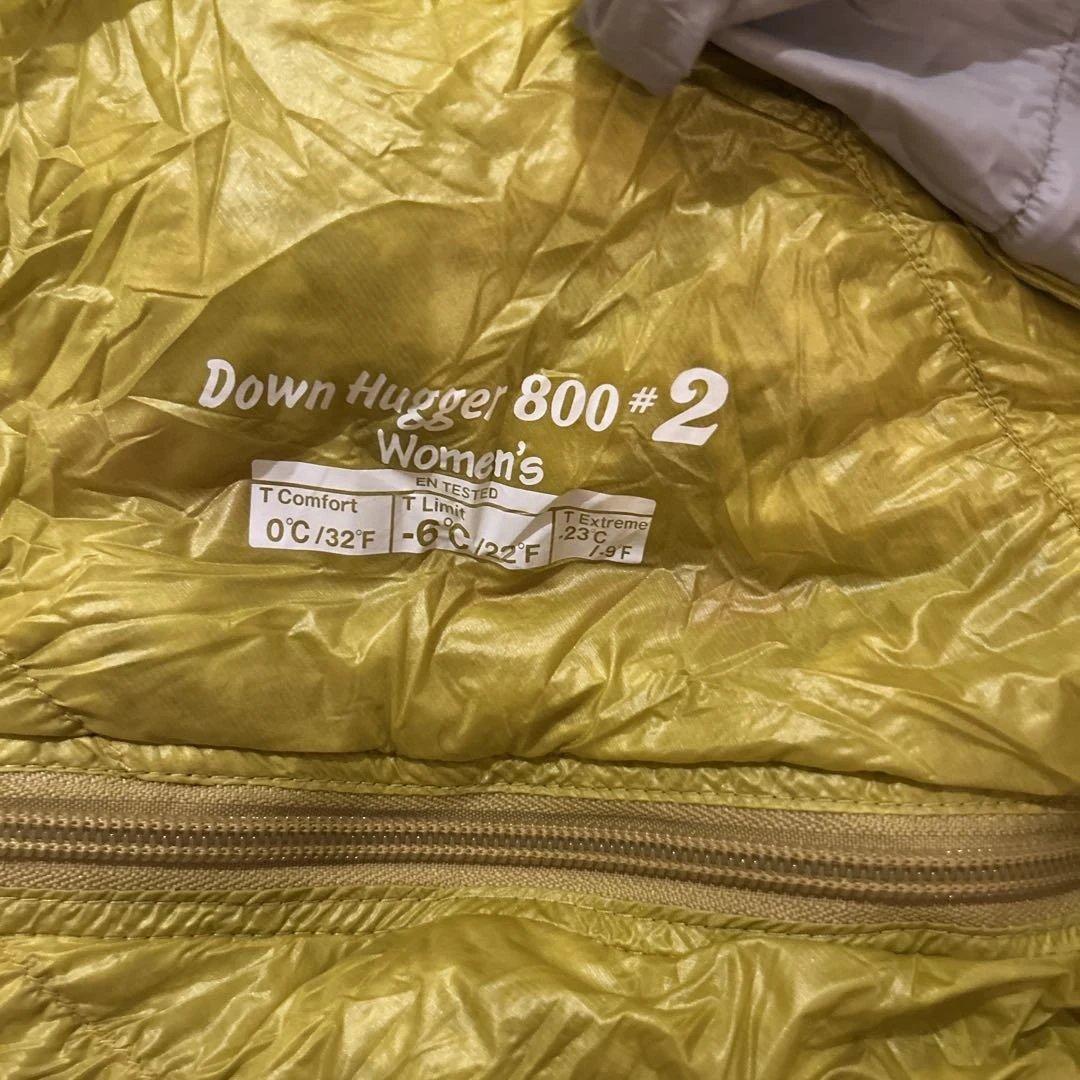 Down Hugger 800 #2
Women's
EN TESTED
T Comfort T Limit T Extreme
0°C/32°F -6°C/22°F -23°C
/-9°F